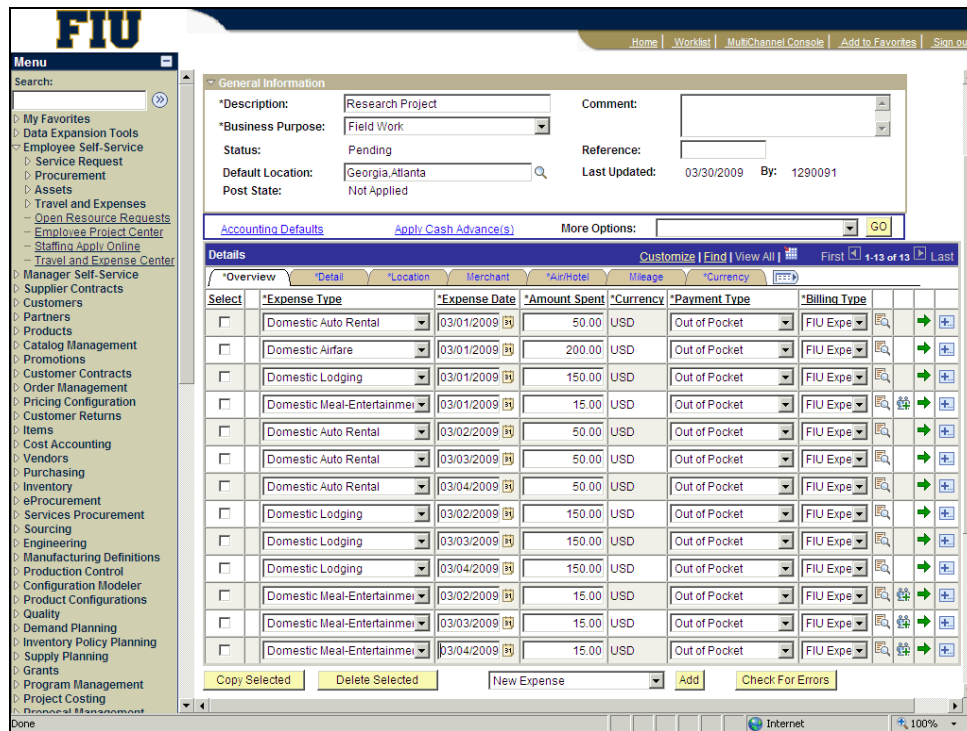 FIU
Home | Worklist | MultiChannel Console | Add to Favorites | Sign ou
Menu
Search:
My Favorites
Data Expansion Tools
Employee Self-Service
Service Request
Procurement
Assets
Travel and Expenses
Open Resource Requests
Employee Project Center
Staffing Apply Online
Travel and Expense Center
Manager Self-Service
Supplier Contracts
Customers
Partners
Products
Catalog Management
Promotions
Customer Contracts
Order Management
Pricing Configuration
Customer Returns
Items
Cost Accounting
Vendors
Purchasing
Inventory
eProcurement
Services Procurement
Sourcing
Engineering
Manufacturing Definitions
Production Control
Configuration Modeler
Product Configurations
Quality
Demand Planning
Inventory Policy Planning
Supply Planning
Grants
Program Management
Project Costing
Proposal Management
General Information
*Description: Research Project Comment:
*Business Purpose: Field Work
Status: Pending Reference:
Default Location: Georgia,Atlanta Last Updated: 03/30/2009 By: 1290091
Post State: Not Applied
Accounting Defaults Apply Cash Advance(s) More Options: GO
Details Customize | Find | View All | First 1-13 of 13 Last
*Overview *Detail *Location Merchant *Air/Hotel Mileage *Currency
Select *Expense Type *Expense Date *Amount Spent *Currency *Payment Type *Billing Type
Domestic Auto Rental 03/01/2009 50.00 USD Out of Pocket FIU Expe
Domestic Airfare 03/01/2009 200.00 USD Out of Pocket FIU Expe
Domestic Lodging 03/01/2009 150.00 USD Out of Pocket FIU Expe
Domestic Meal-Entertainmer 03/01/2009 15.00 USD Out of Pocket FIU Expe
Domestic Auto Rental 03/02/2009 50.00 USD Out of Pocket FIU Expe
Domestic Auto Rental 03/03/2009 50.00 USD Out of Pocket FIU Expe
Domestic Auto Rental 03/04/2009 50.00 USD Out of Pocket FIU Expe
Domestic Lodging 03/02/2009 150.00 USD Out of Pocket FIU Expe
Domestic Lodging 03/03/2009 150.00 USD Out of Pocket FIU Expe
Domestic Lodging 03/04/2009 150.00 USD Out of Pocket FIU Expe
Domestic Meal-Entertainmer 03/02/2009 15.00 USD Out of Pocket FIU Expe
Domestic Meal-Entertainmer 03/03/2009 15.00 USD Out of Pocket FIU Expe
Domestic Meal-Entertainmer 03/04/2009 15.00 USD Out of Pocket FIU Expe
Copy Selected Delete Selected New Expense Add Check For Errors
Done Internet 100%